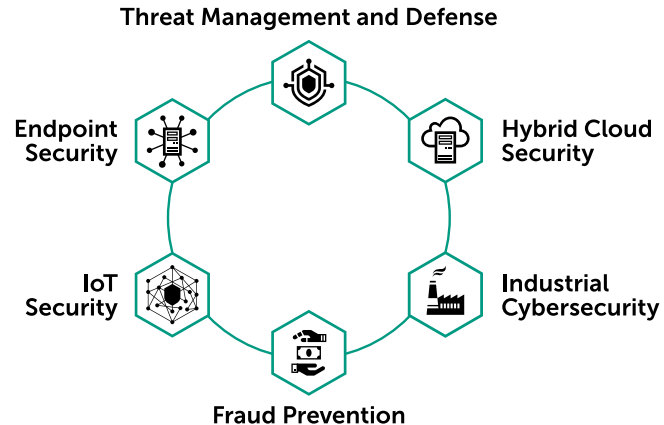 Threat Management and Defense
Endpoint
Security
Hybrid Cloud
Security
IoT
Security
Industrial
Cybersecurity
Fraud Prevention